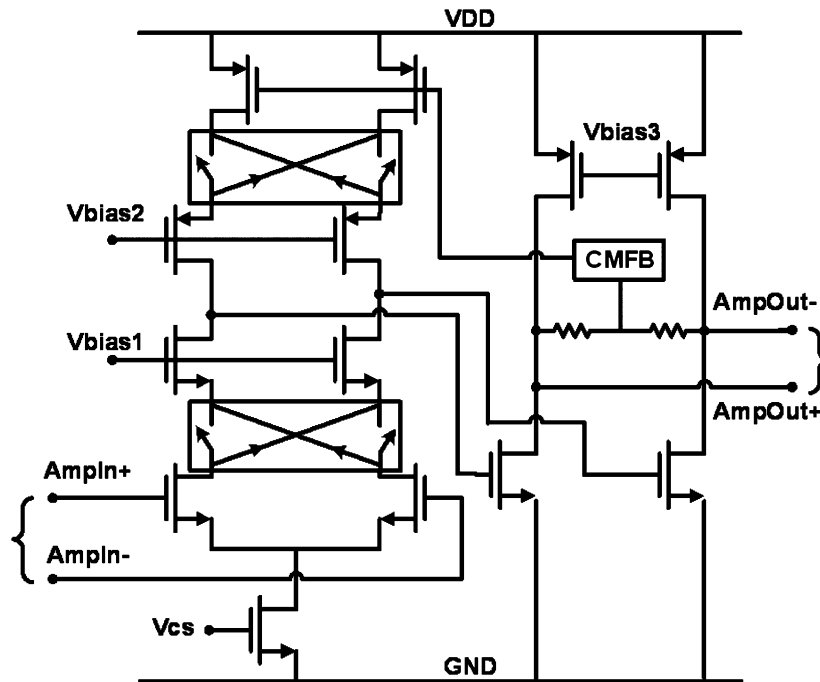 VDD
Vbias3
Vbias2
CMFB
AmpOut-
Vbias1
AmpOut+
AmpIn+
AmpIn-
Vcs
GND